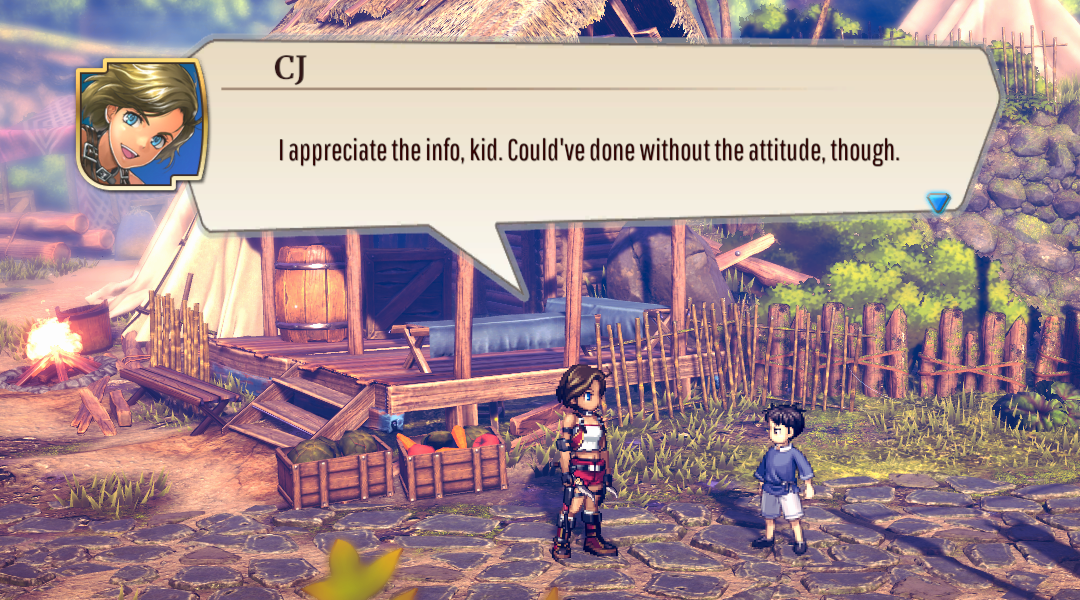 CJ
I appreciate the info, kid. Could've done without the attitude, though.